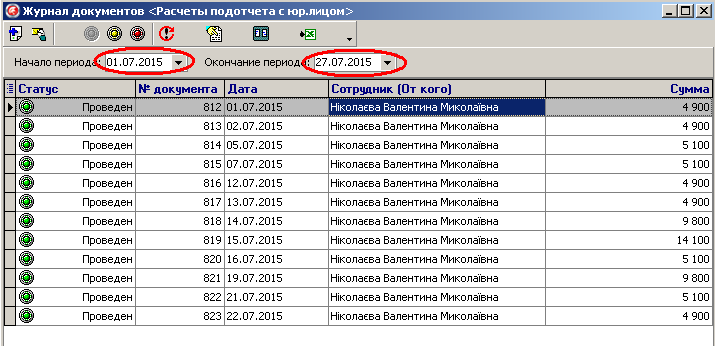 Журнал документов <Расчеты подотчета с юр.лицом>
Начало периода: 01.07.2015 Окончание периода: 27.07.2015
Статус № документа Дата Сотрудник (От кого) Сумма
Проведен 812 01.07.2015 Ніколаєва Валентина Миколаївна 4 900
Проведен 813 02.07.2015 Ніколаєва Валентина Миколаївна 4 900
Проведен 814 05.07.2015 Ніколаєва Валентина Миколаївна 5 100
Проведен 815 07.07.2015 Ніколаєва Валентина Миколаївна 5 100
Проведен 816 12.07.2015 Ніколаєва Валентина Миколаївна 4 900
Проведен 817 13.07.2015 Ніколаєва Валентина Миколаївна 4 900
Проведен 818 14.07.2015 Ніколаєва Валентина Миколаївна 9 800
Проведен 819 15.07.2015 Ніколаєва Валентина Миколаївна 14 100
Проведен 820 16.07.2015 Ніколаєва Валентина Миколаївна 5 100
Проведен 821 19.07.2015 Ніколаєва Валентина Миколаївна 9 800
Проведен 822 21.07.2015 Ніколаєва Валентина Миколаївна 5 100
Проведен 823 22.07.2015 Ніколаєва Валентина Миколаївна 4 900